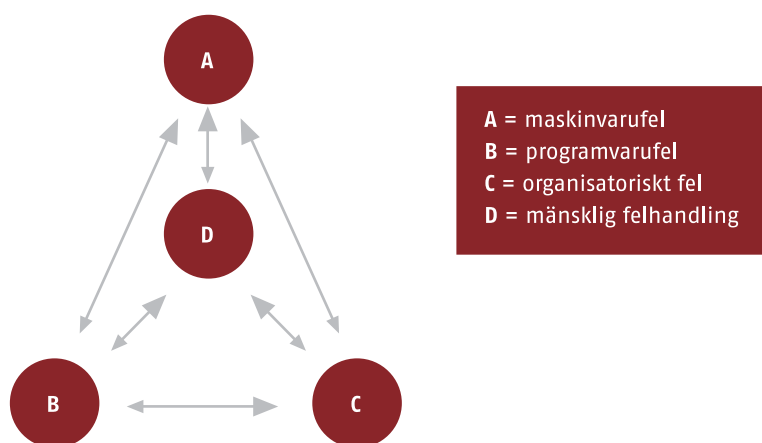 A
D
B
C
A = maskinvarufel
B = programvarufel
C = organisatoriskt fel
D = mänsklig felhandling